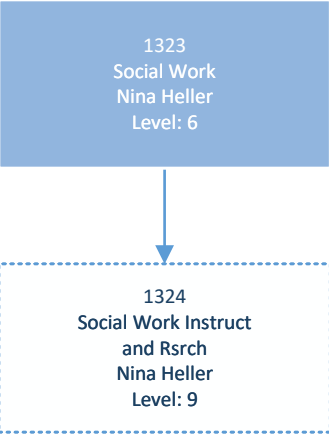 1323
Social Work
Nina Heller
Level: 6
1324
Social Work Instruct
and Rsrch
Nina Heller
Level: 9